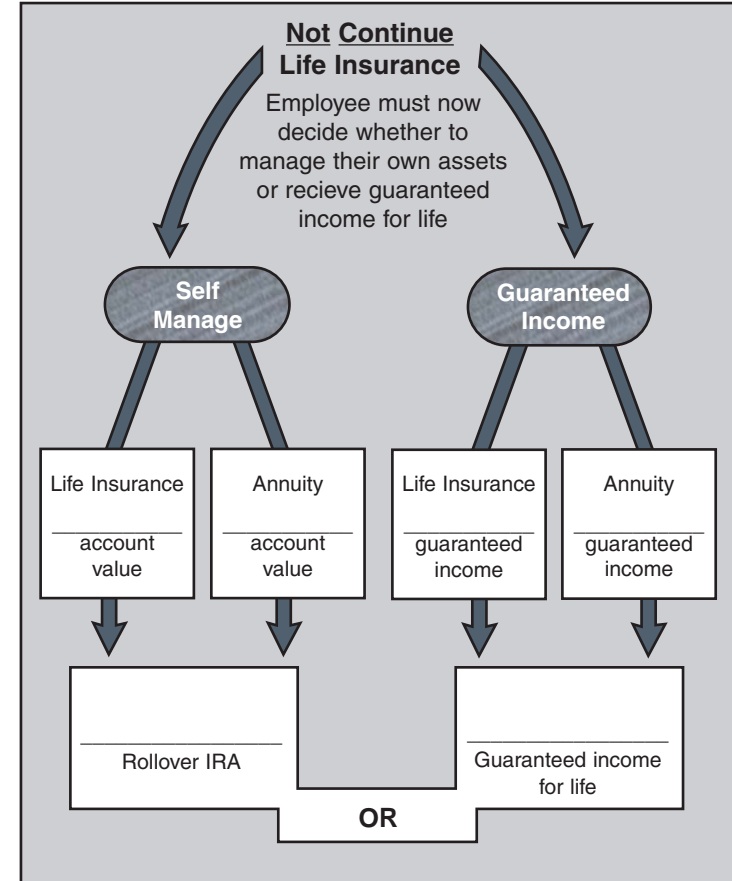 Not Continue
Life Insurance
Employee must now
decide whether to
manage their own assets
or recieve guaranteed
income for life
Self
Manage
Guaranteed
Income
Life Insurance
account
value
Annuity
account
value
Life Insurance
guaranteed
income
Annuity
guaranteed
income
Rollover IRA
Guaranteed income
for life
OR